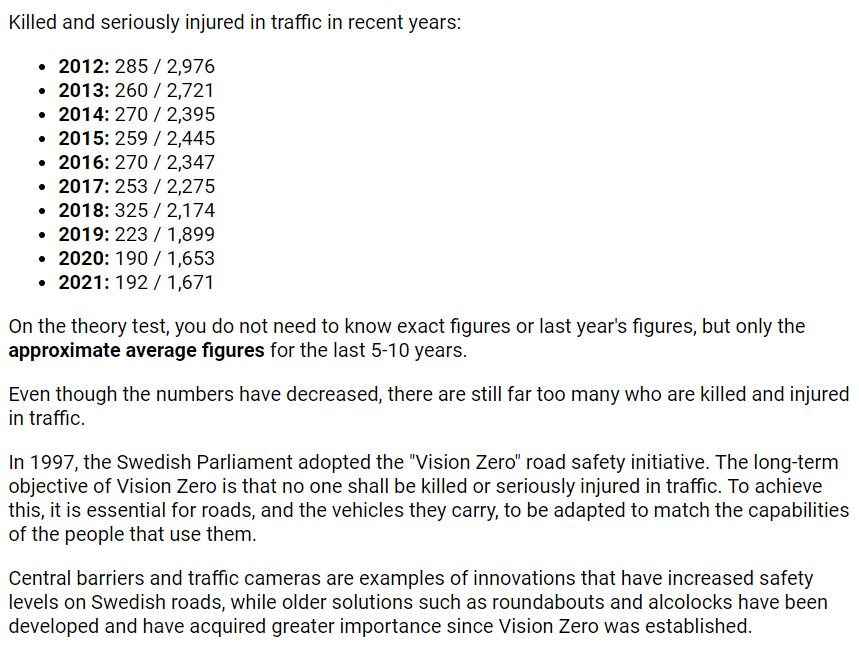 Killed and seriously injured in traffic in recent years:
• 2012: 285 / 2,976
• 2013: 260 / 2,721
• 2014: 270 / 2,395
• 2015: 259 / 2,445
• 2016: 270 / 2,347
• 2017: 253 / 2,275
• 2018: 325 / 2,174
• 2019: 223 / 1,899
• 2020: 190 / 1,653
• 2021: 192 / 1,671
On the theory test, you do not need to know exact figures or last year's figures, but only the
approximate average figures for the last 5-10 years.
Even though the numbers have decreased, there are still far too many who are killed and injured
in traffic.
In 1997, the Swedish Parliament adopted the "Vision Zero" road safety initiative. The long-term
objective of Vision Zero is that no one shall be killed or seriously injured in traffic. To achieve
this, it is essential for roads, and the vehicles they carry, to be adapted to match the capabilities
of the people that use them.
Central barriers and traffic cameras are examples of innovations that have increased safety
levels on Swedish roads, while older solutions such as roundabouts and alcolocks have been
developed and have acquired greater importance since Vision Zero was established.